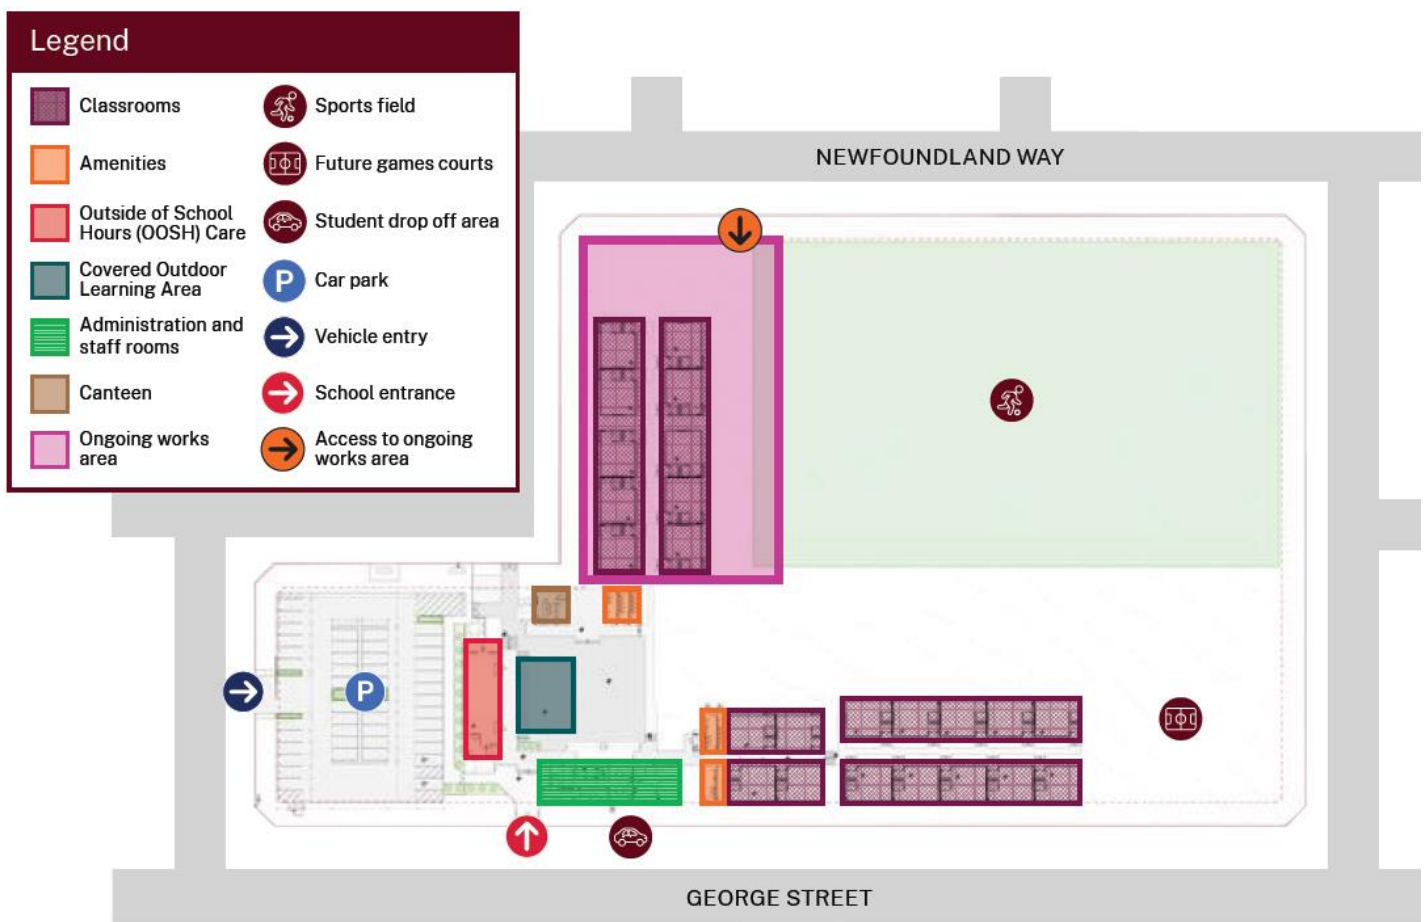 Legend
Classrooms
Amenities
Outside of School
Hours (OOSH) Care
Covered Outdoor
Learning Area
Administration and
staff rooms
Canteen
Ongoing works
area
Sports field
Future games courts
Student drop off area
P
Car park
Vehicle entry
School entrance
Access to ongoing
works area
NEWFOUNDLAND WAY
P
GEORGE STREET